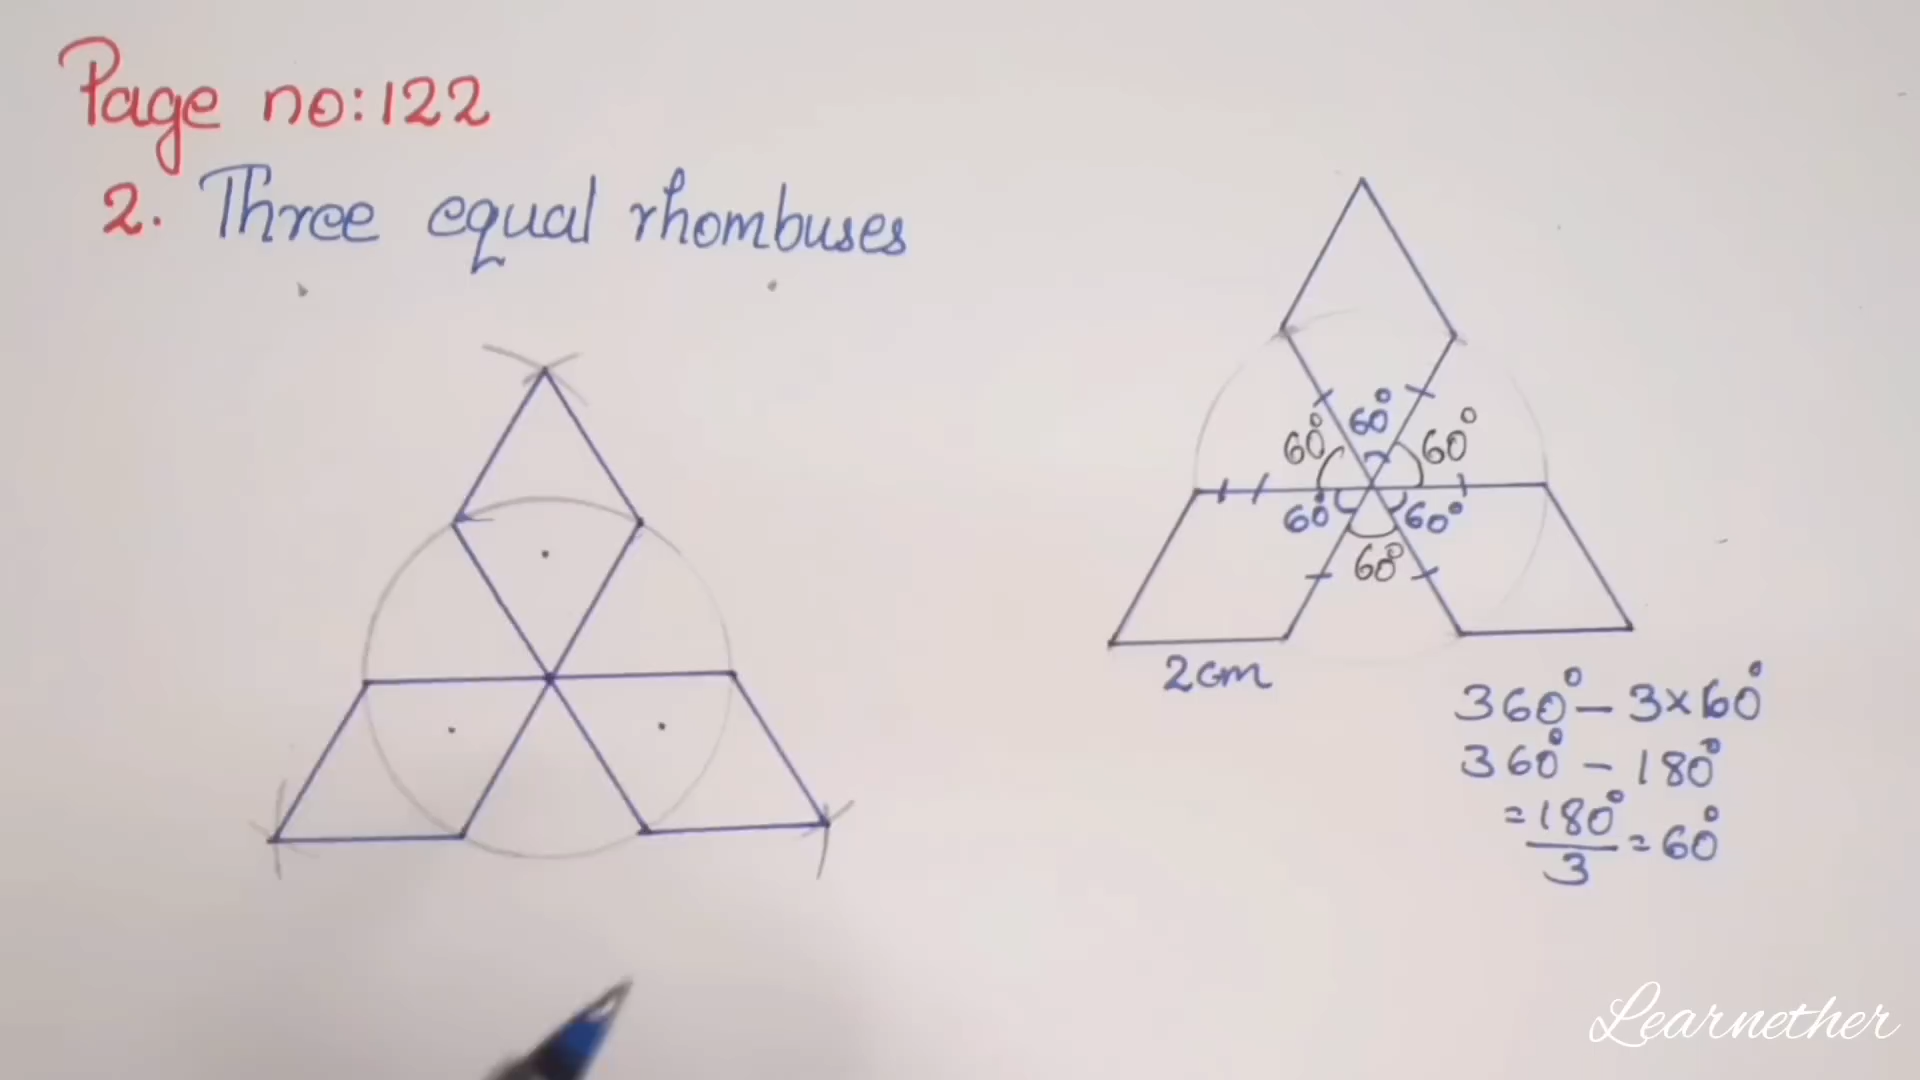 Page no:122
2. Three equal rhombuses
60°
60° 60°
60° 60°
60°
2cm
360° - 3×60°
360° - 180°
= 180°/3 = 60°
Learnether